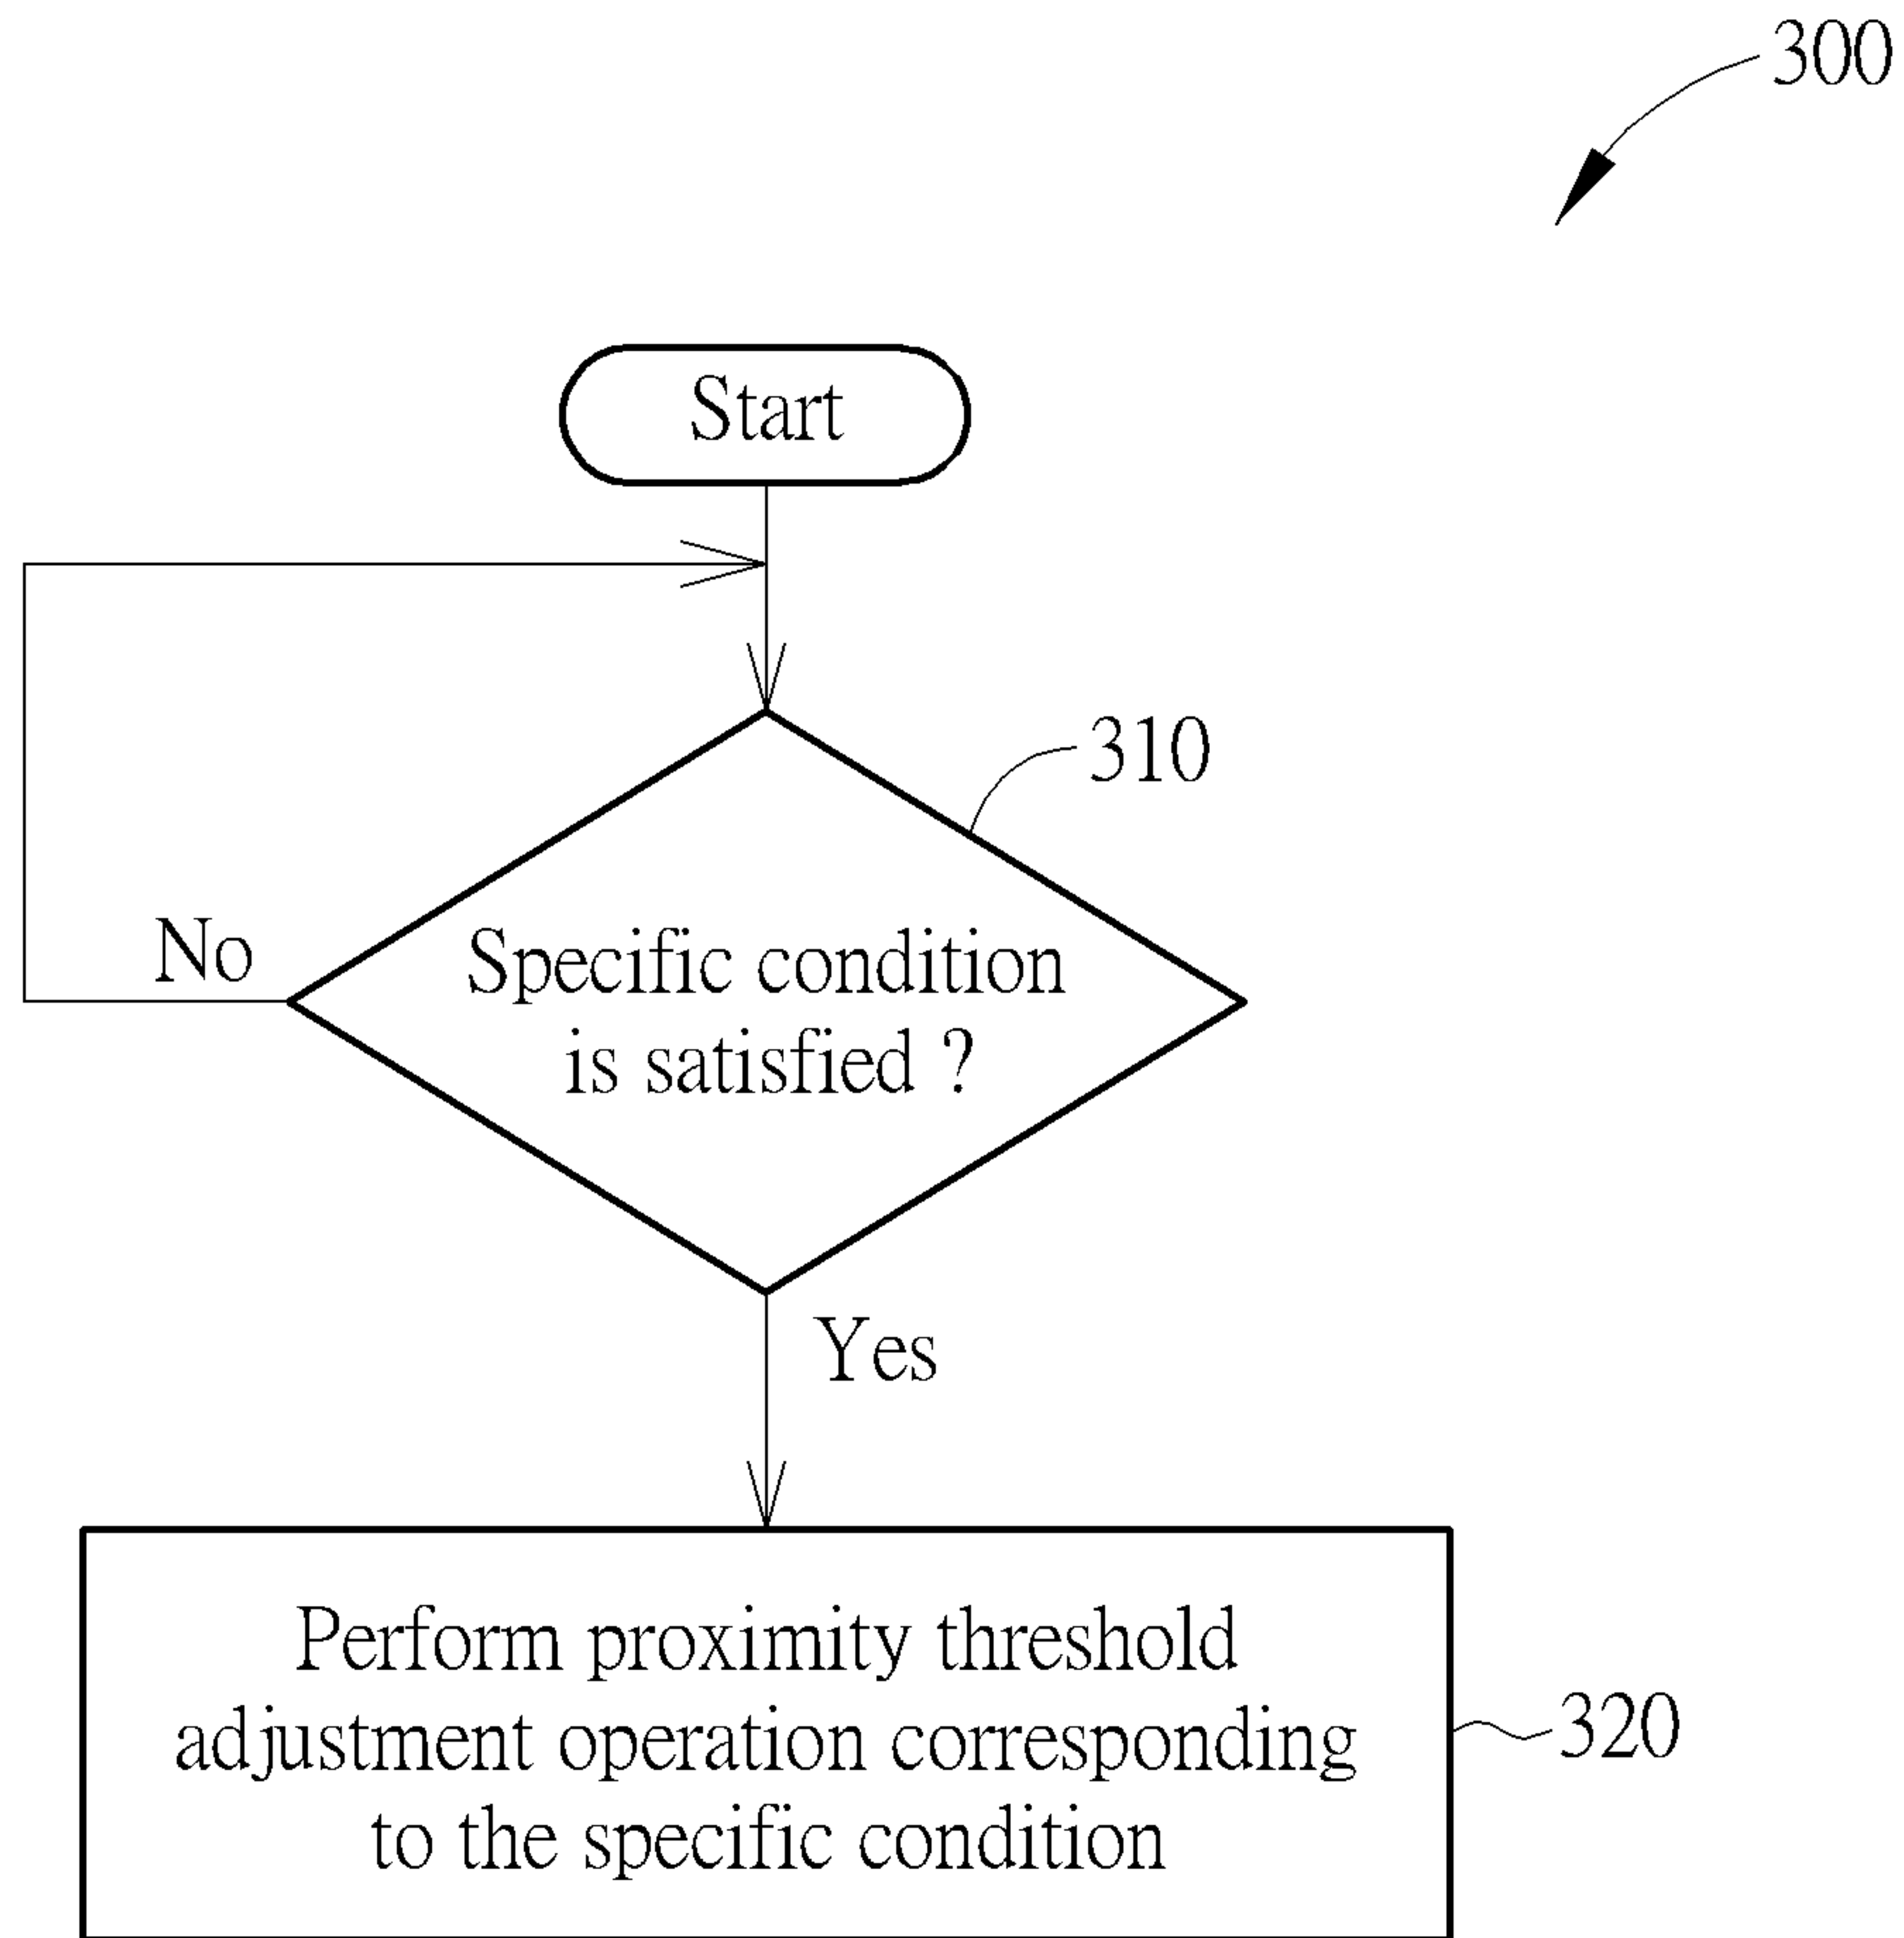 300
Start
310
No
Specific condition
is satisfied ?
Yes
Perform proximity threshold
adjustment operation corresponding
to the specific condition
320